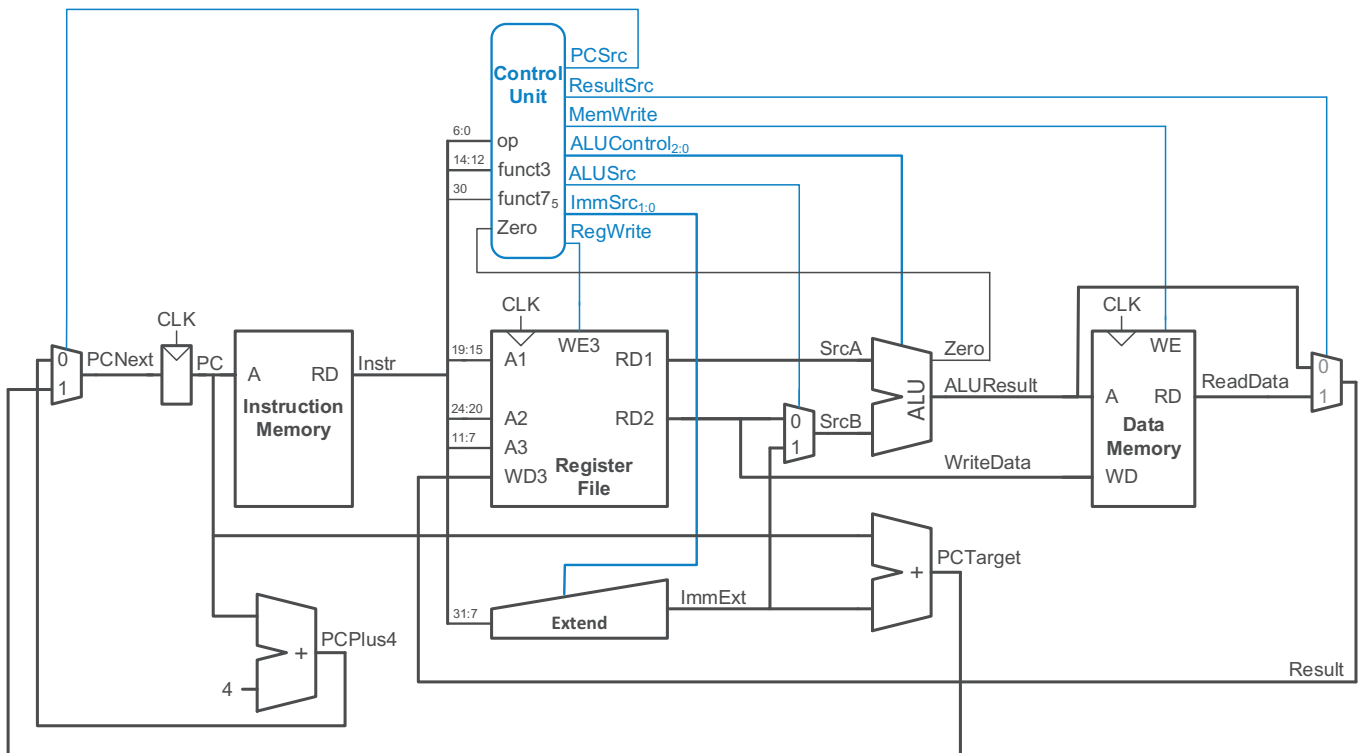 PCSrc
Control
Unit
ResultSrc
MemWrite
6:0
op
ALUControl2:0
14:12
funct3
ALUSrc
30
funct75
ImmSrc1:0
Zero
RegWrite
CLK
CLK
CLK
0
1
PCNext
PC
A
RD
Instruction
Memory
Instr
19:15
A1
WE3
RD1
SrcA
Zero
WE
24:20
A2
RD2
0
1
SrcB
ALU
ALUResult
A
RD
ReadData
0
1
11:7
A3
Data
Memory
WD3
Register
File
WriteData
WD
PCTarget
+
31:7
Extend
ImmExt
PCPlus4
+
4
Result